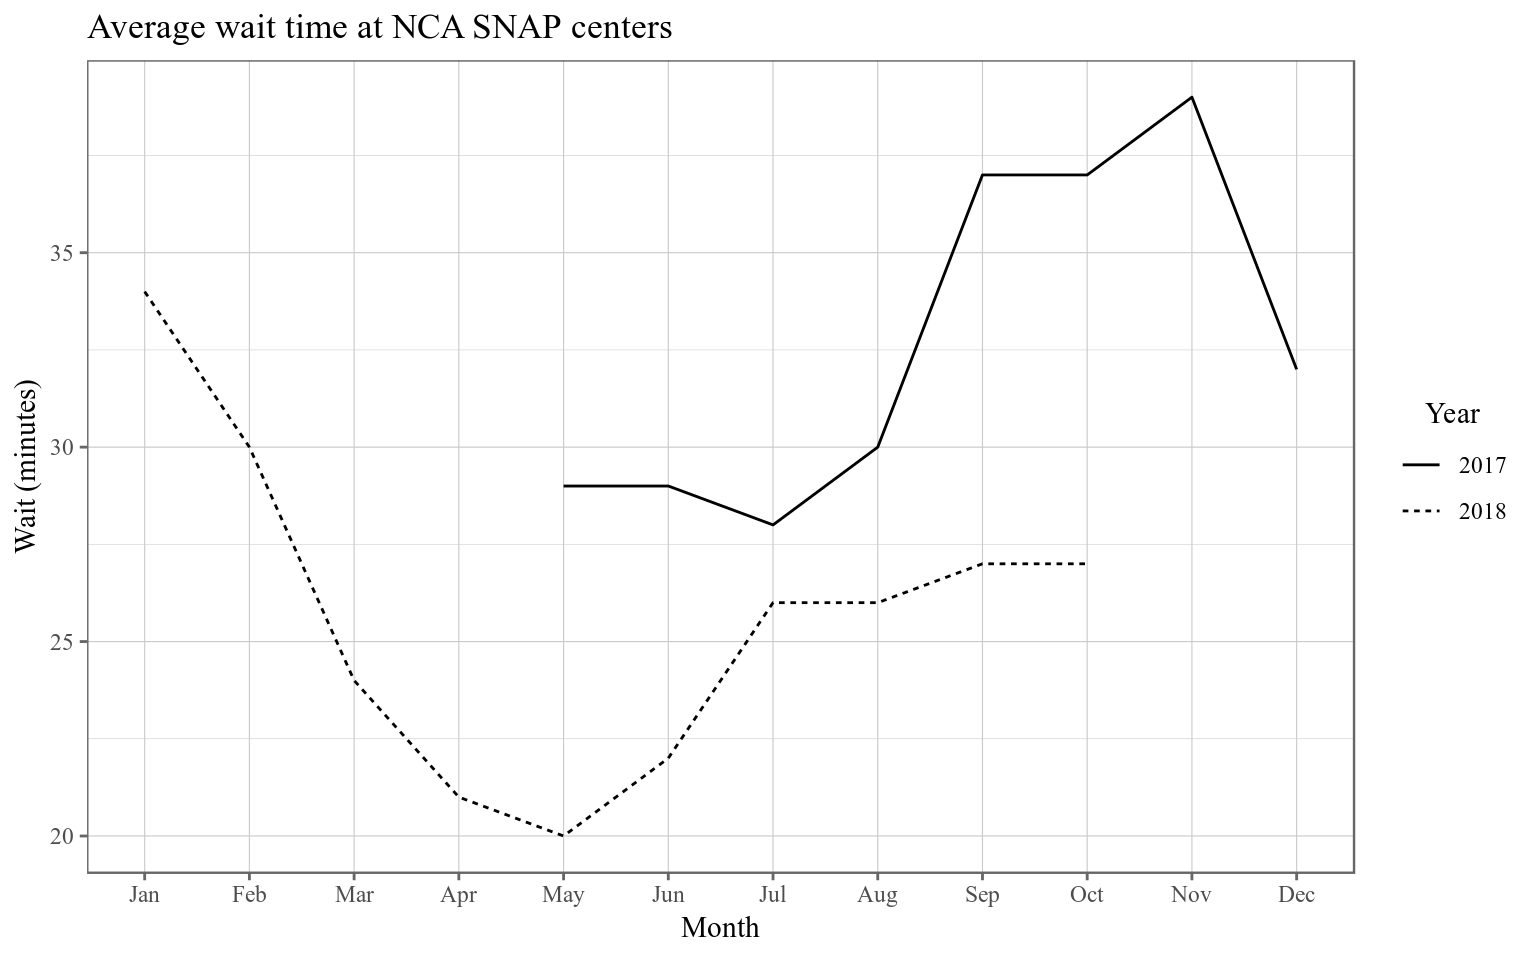 Average wait time at NCA SNAP centers
Wait (minutes)
35
30
25
20
Jan Feb Mar Apr May Jun Jul Aug Sep Oct Nov Dec
Month
Year
2017
2018